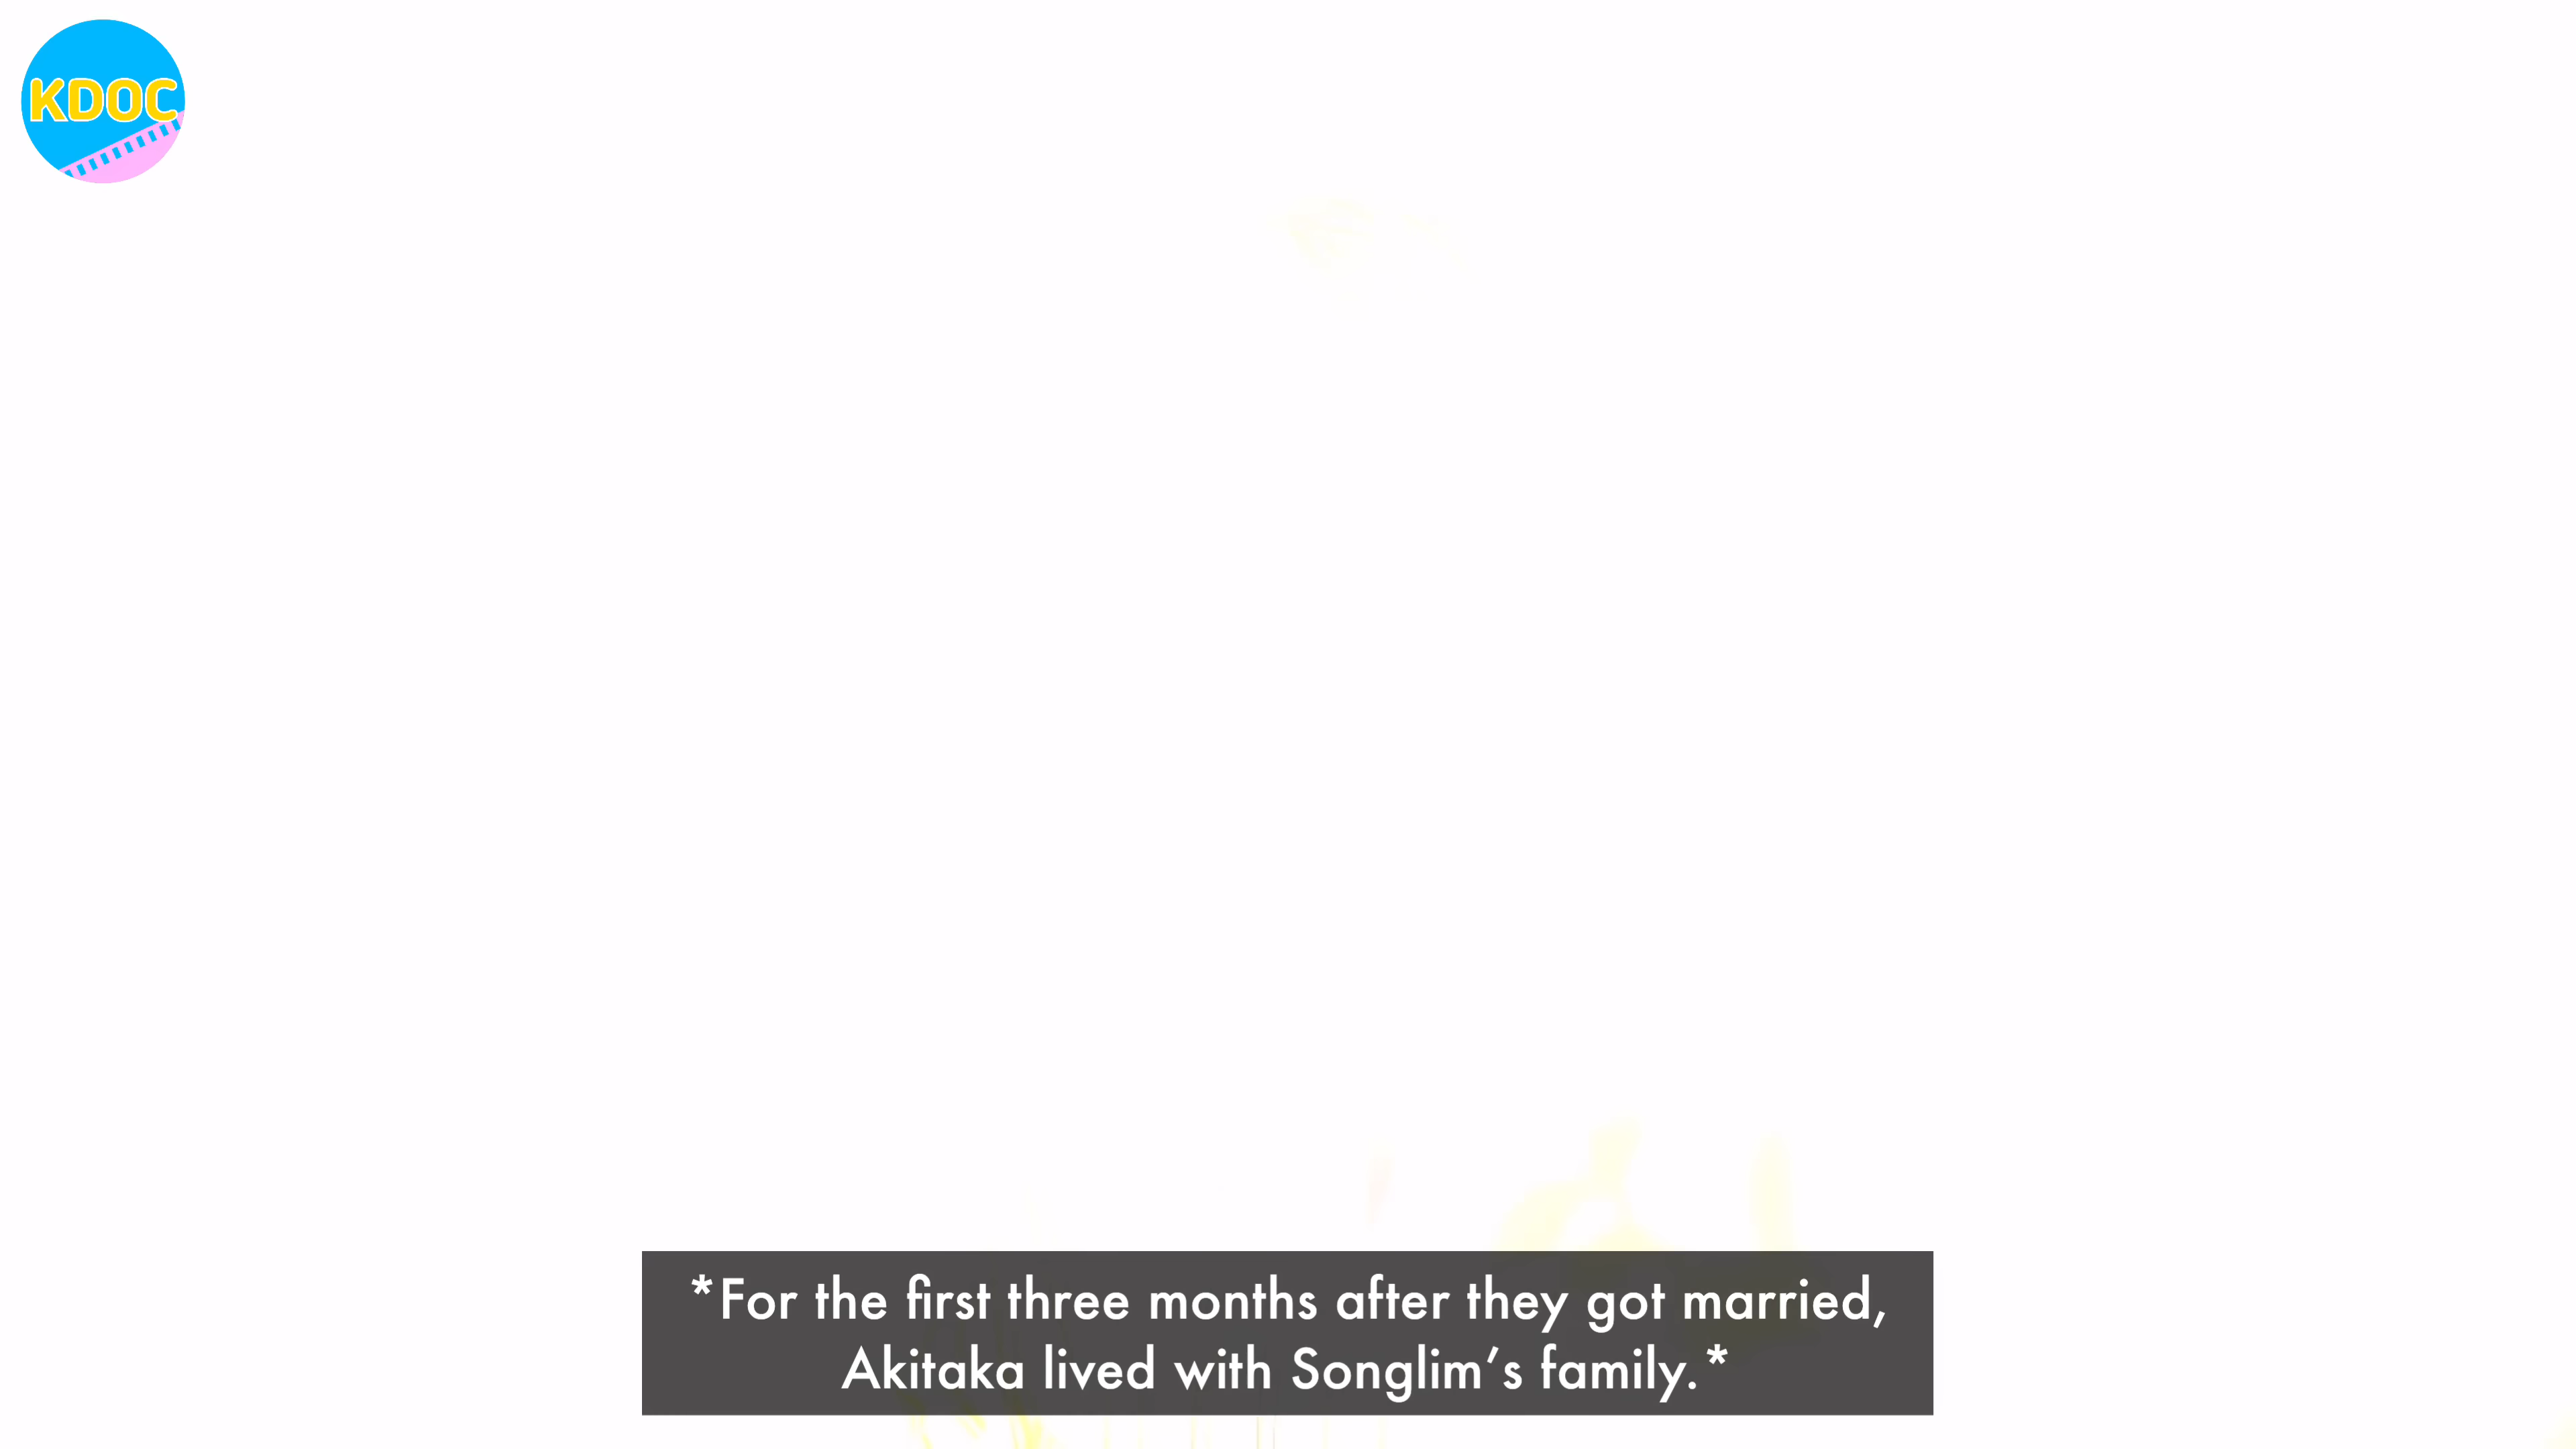 KDOC
*For the first three months after they got married,
Akitaka lived with Songlim’s family.*